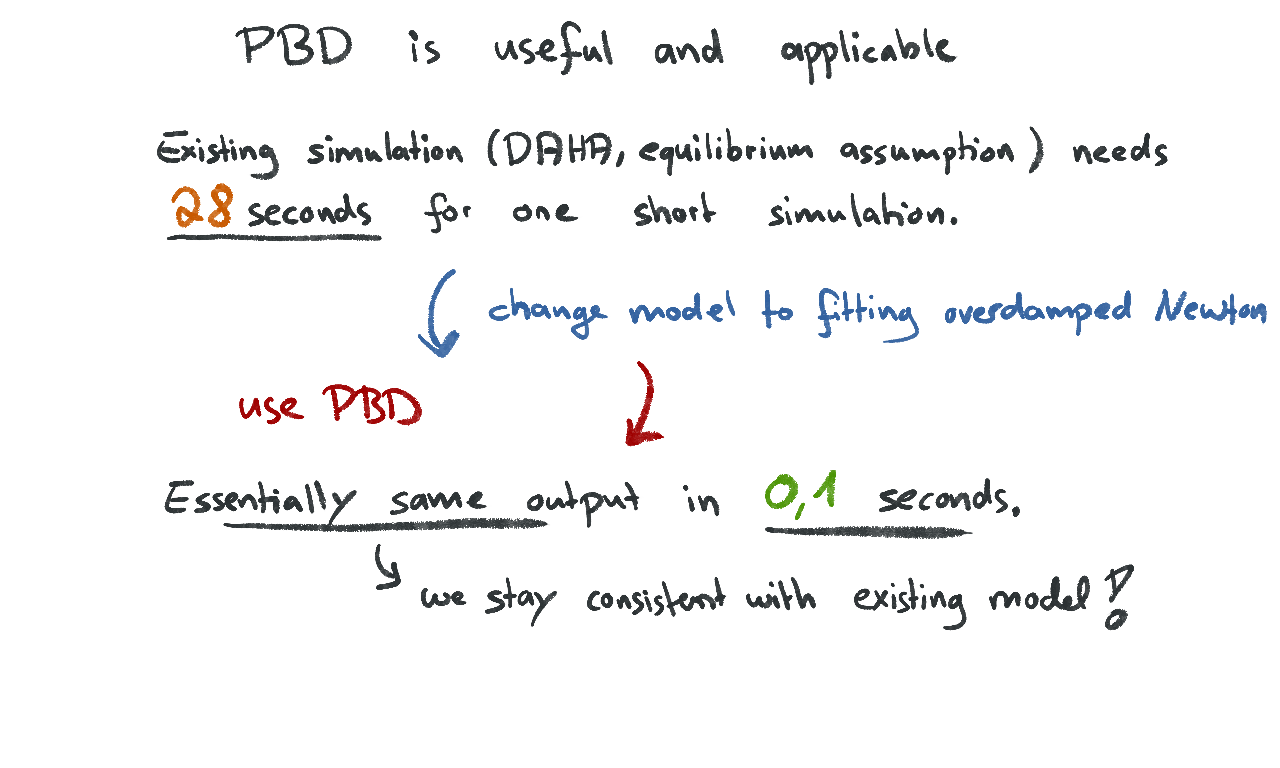 PBD is useful and applicable
Existing simulation (DAHA, equilibrium assumption) needs
28 seconds for one short simulation.
change model to fitting overdamped Newton
use PBD
Essentially same output in 0,1 seconds.
we stay consistent with existing model!